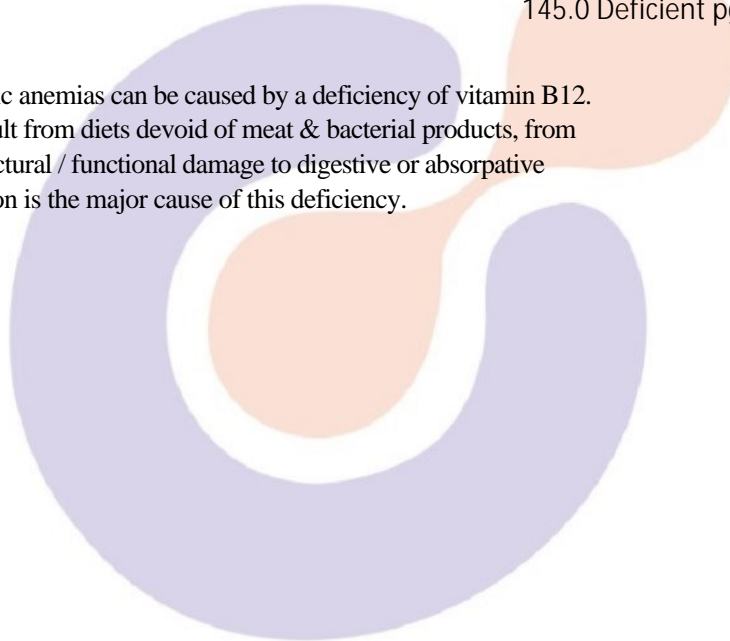 145.0 Deficient
c anemias can be caused by a deficiency of vitamin B12.
ult from diets devoid of meat & bacterial products, from
ctural / functional damage to digestive or absorpative
on is the major cause of this deficiency.